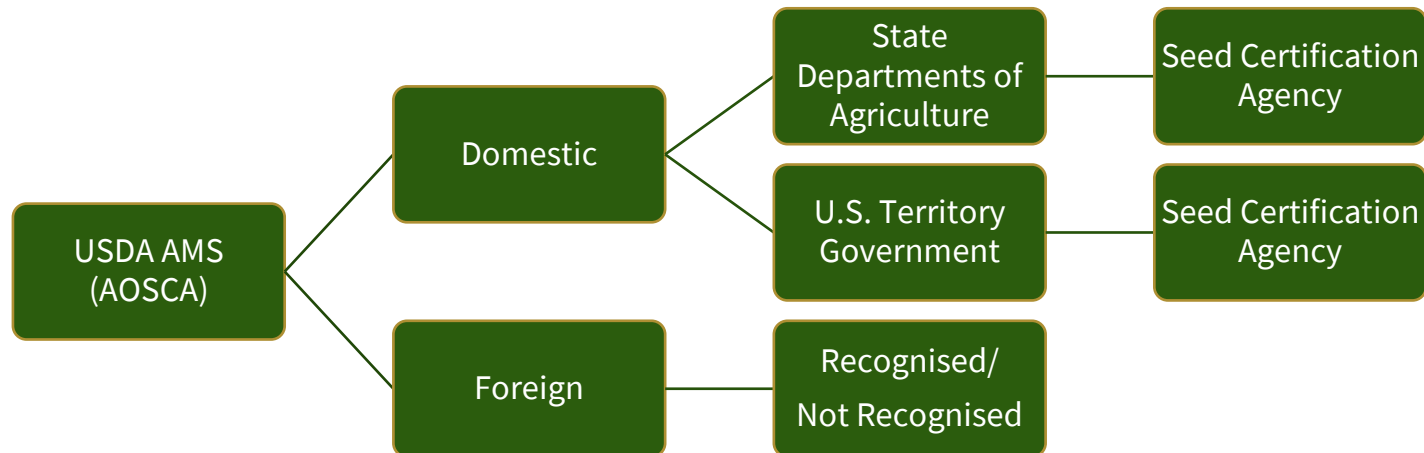 USDA AMS
(AOSCA)
Domestic
State
Departments of
Agriculture
Seed Certification
Agency
U.S. Territory
Government
Seed Certification
Agency
Foreign
Recognised/
Not Recognised